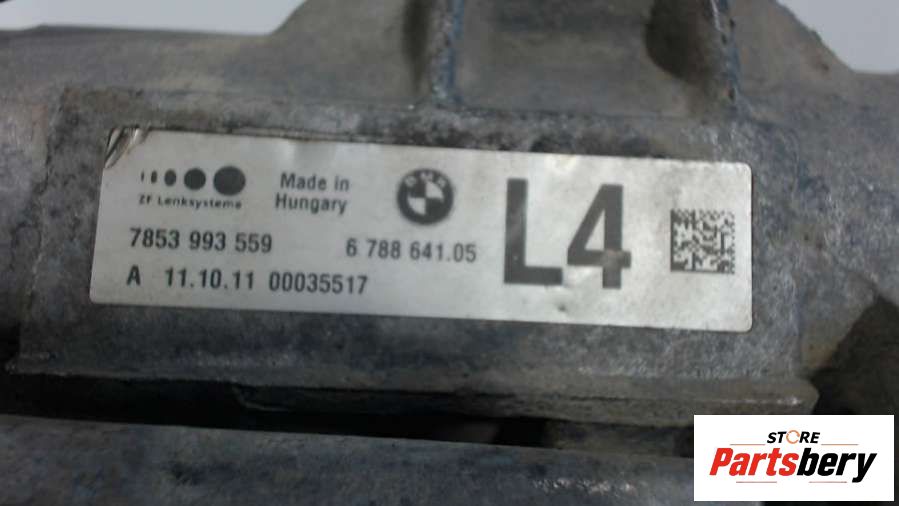 ZF Lenksysteme
Made in
Hungary
BMW
L4
7853 993 559
6 788 641.05
A 11.10.11 00035517
STORE
Partsbery